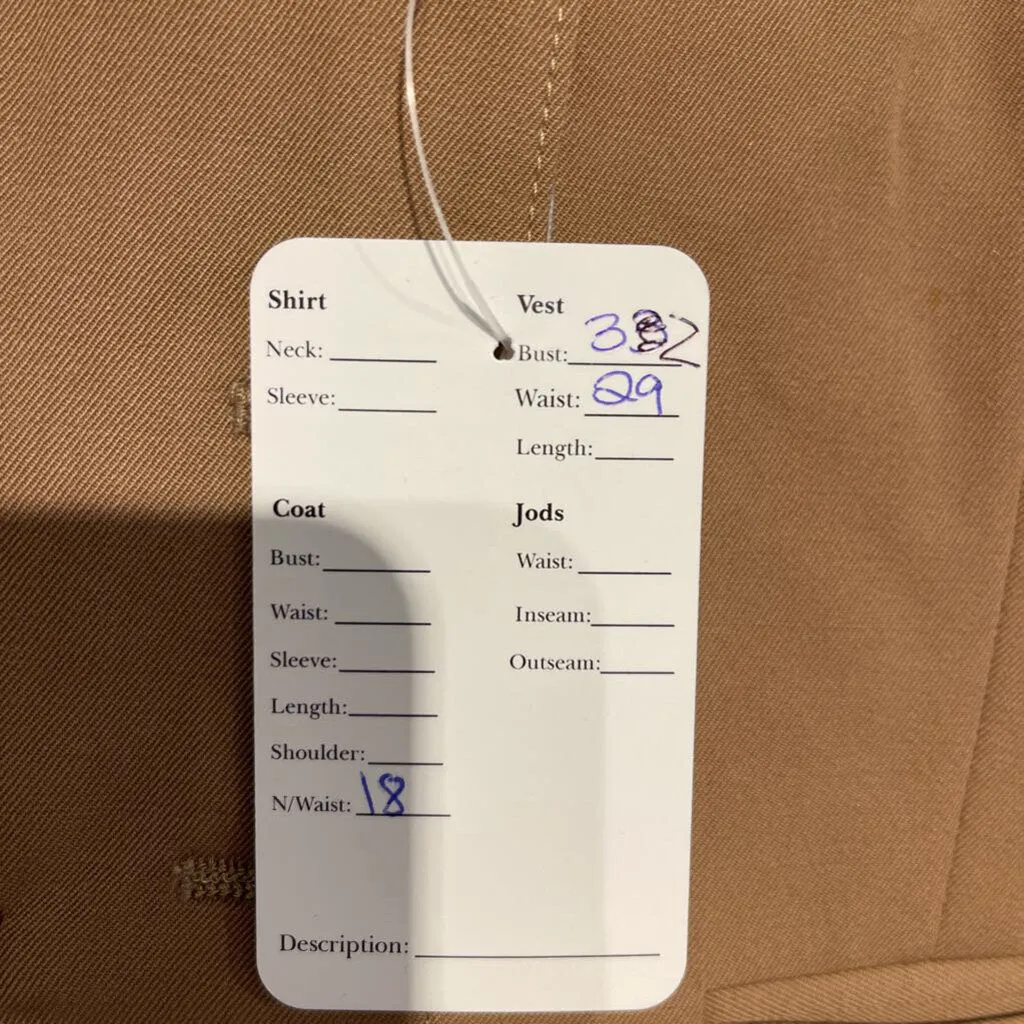 Shirt
Neck:
Sleeve:
Vest
Bust: 32
Waist: 29
Length:
Coat
Bust:
Waist:
Sleeve:
Length:
Shoulder:
N/Waist: 18
Jods
Waist:
Inseam:
Outseam:
Description: